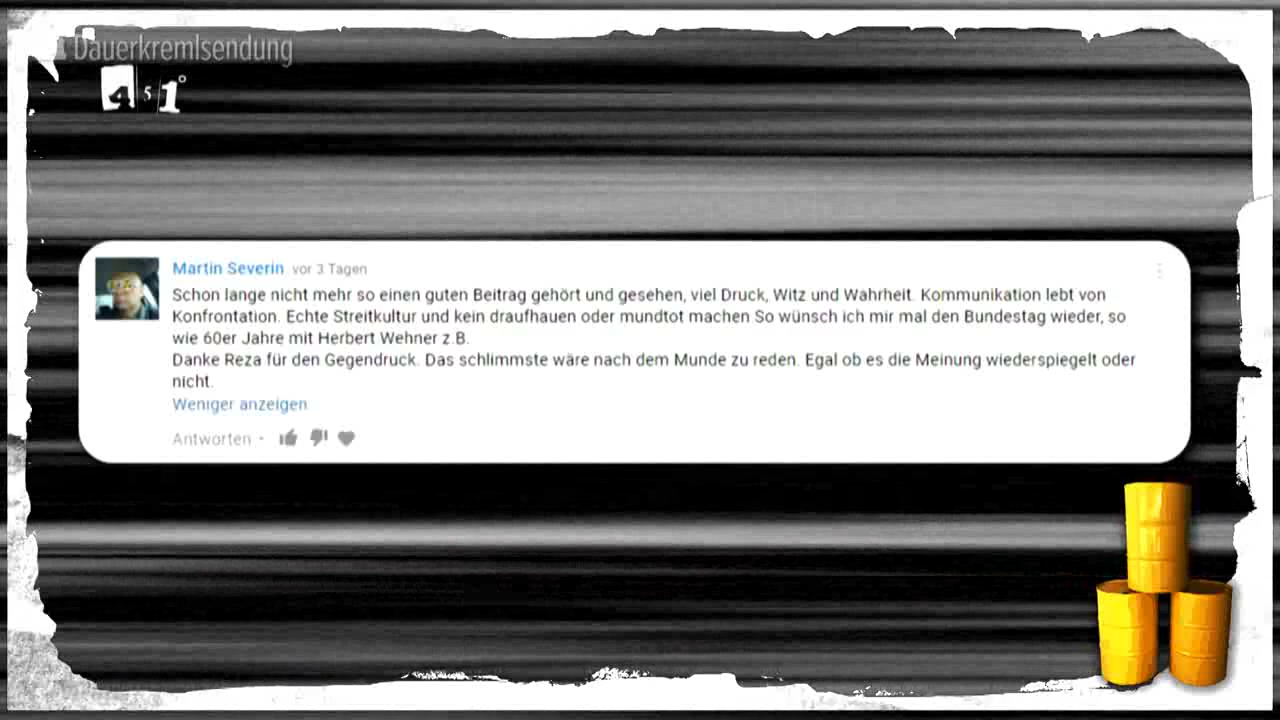 Dauerkremlsendung
451°
Martin Severin vor 3 Tagen
Schon lange nicht mehr so einen guten Beitrag gehört und gesehen, viel Druck, Witz und Wahrheit. Kommunikation lebt von
Konfrontation. Echte Streitkultur und kein draufhauen oder mundtot machen So wünsch ich mir mal den Bundestag wieder, so
wie 60er Jahre mit Herbert Wehner z.B.
Danke Reza für den Gegendruck. Das schlimmste wäre nach dem Munde zu reden. Egal ob es die Meinung wiederspiegelt oder
nicht.
Weniger anzeigen
Antworten ·